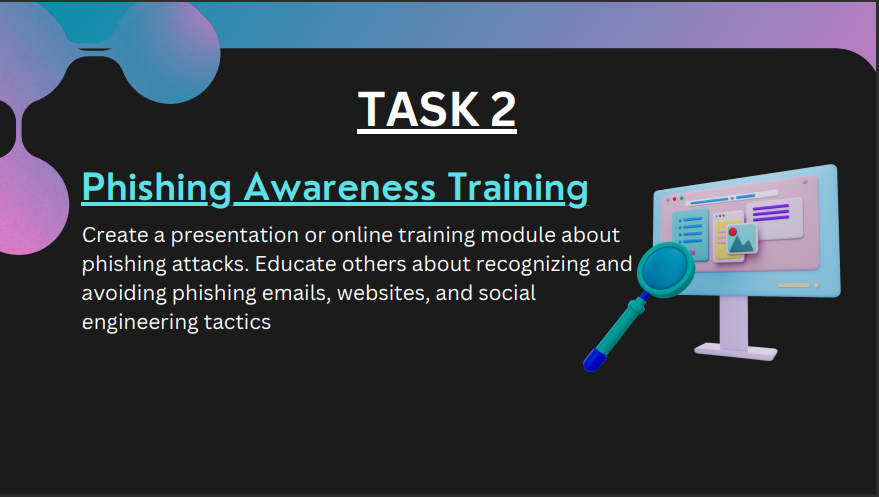 TASK 2
Phishing Awareness Training
Create a presentation or online training module about
phishing attacks. Educate others about recognizing and
avoiding phishing emails, websites, and social
engineering tactics